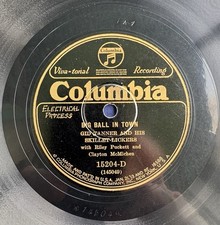 Viva-tonal Recording
ELECTRICAL
PROCESS
Columbia
BIG BALL IN TOWN
GID TANNER AND HIS
SKILLET-LICKERS
with Riley Puckett and
Clayton McMichen
15204-D
(145049)